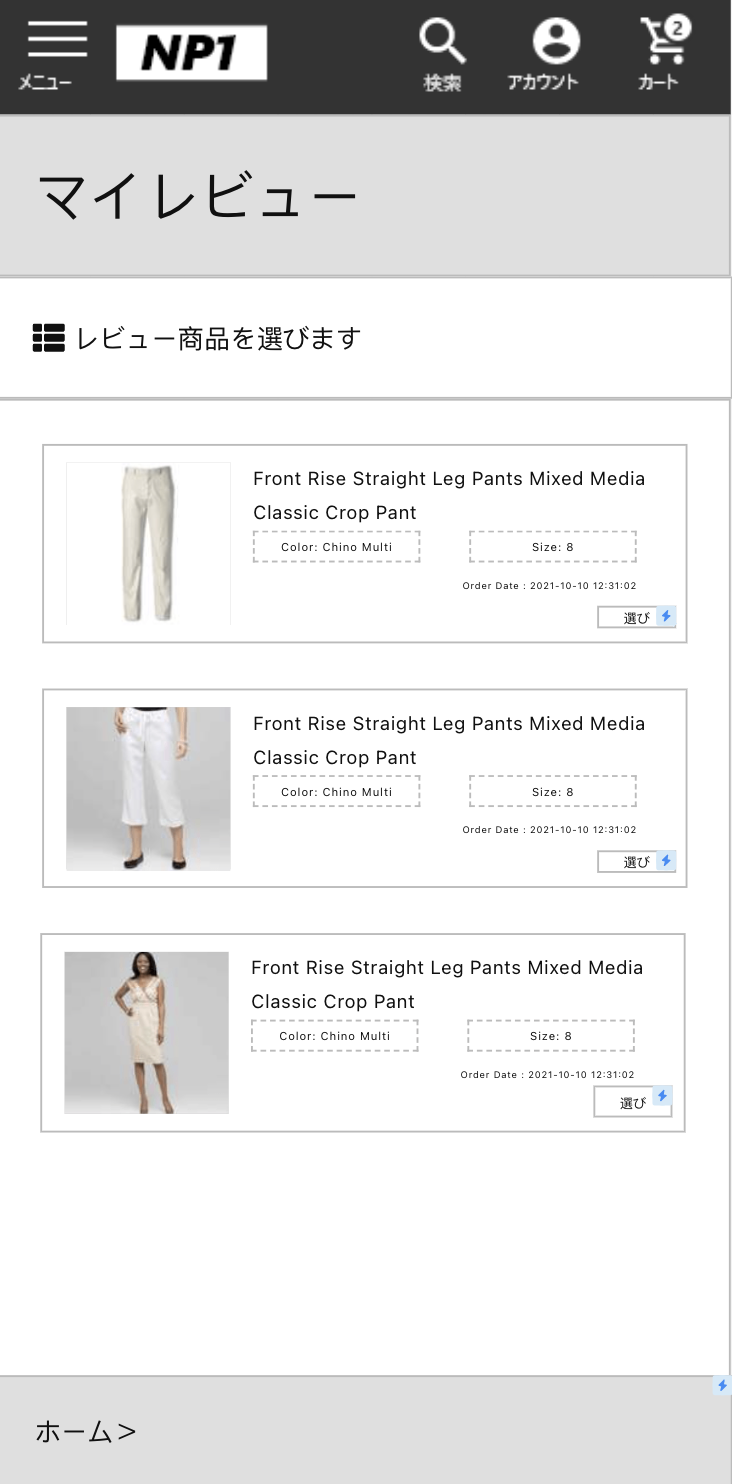 メニュー
NP1
検索
アカウント
2
カート
マイレビュー
レビュー商品を選びます
Front Rise Straight Leg Pants Mixed Media
Classic Crop Pant
Color: Chino Multi
Size: 8
Order Date : 2021-10-10 12:31:02
選び
Front Rise Straight Leg Pants Mixed Media
Classic Crop Pant
Color: Chino Multi
Size: 8
Order Date : 2021-10-10 12:31:02
選び
Front Rise Straight Leg Pants Mixed Media
Classic Crop Pant
Color: Chino Multi
Size: 8
Order Date : 2021-10-10 12:31:02
選び
ホーム＞